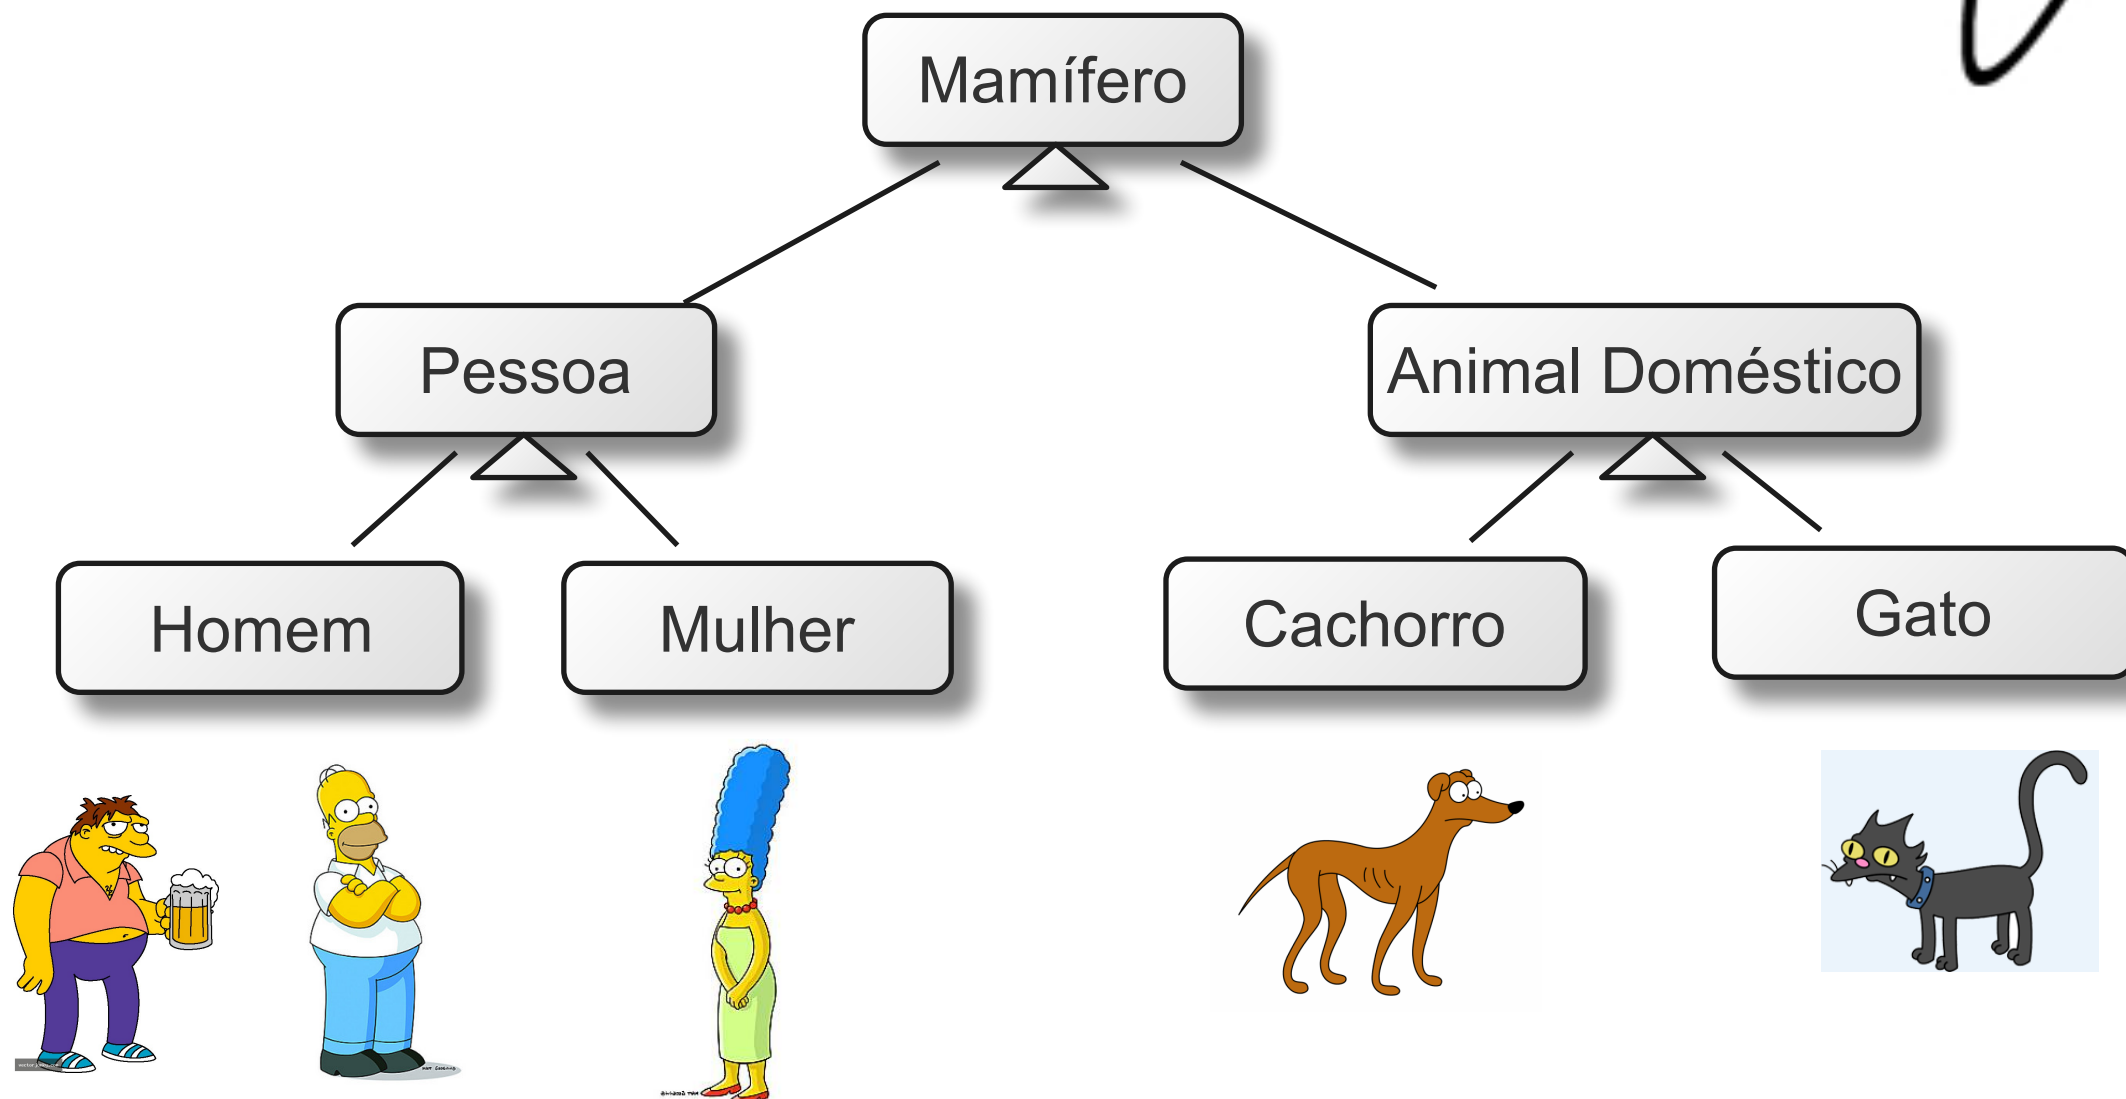 Mamífero
Pessoa
Animal Doméstico
Homem
Mulher
Cachorro
Gato